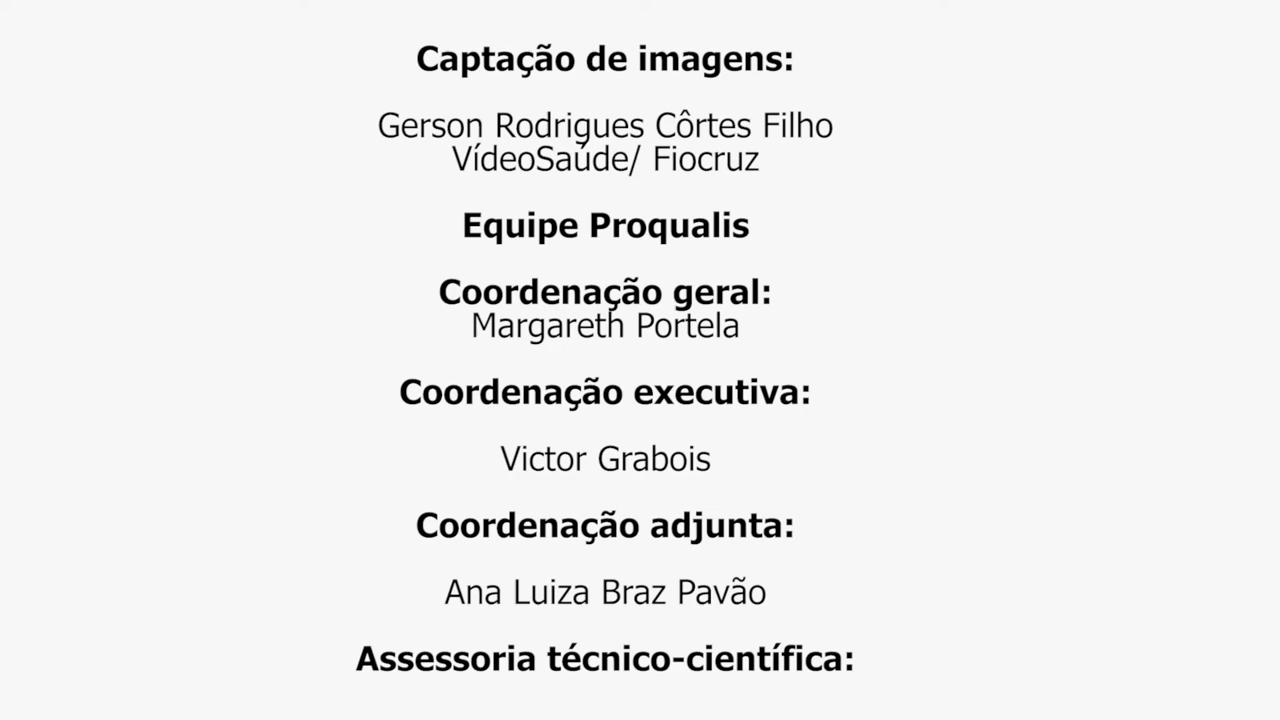 Captação de imagens:
Gerson Rodrigues Côrtes Filho
VídeoSaúde/ Fiocruz
Equipe Proqualis
Coordenação geral:
Margareth Portela
Coordenação executiva:
Victor Grabois
Coordenação adjunta:
Ana Luiza Braz Pavão
Assessoria técnico-científica: